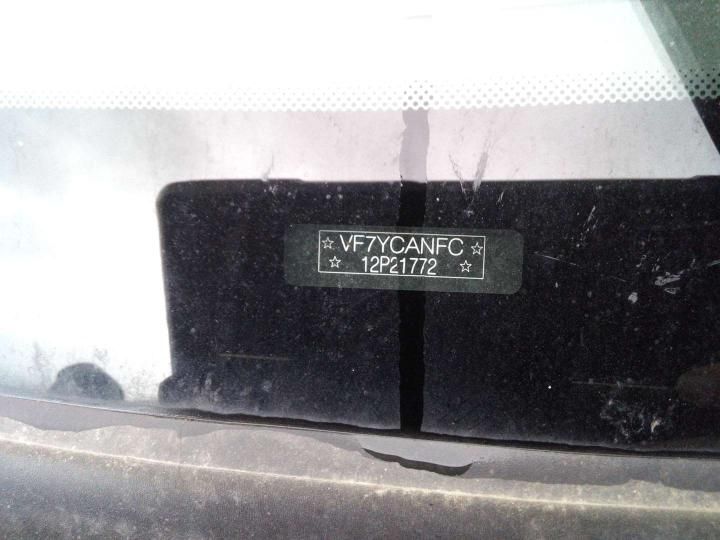 ☆ VF7YCANFC ☆
☆ 12P21772 ☆